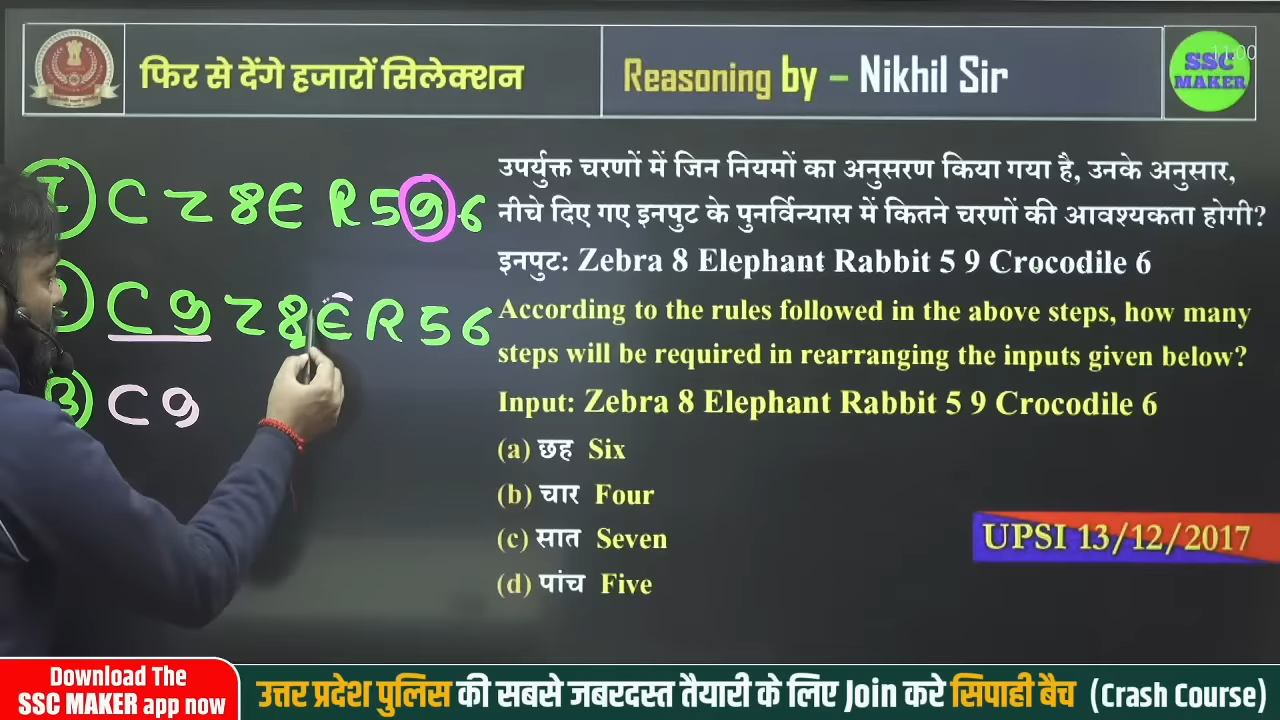 फिर से देंगे हजारों सिलेक्शन
Reasoning by – Nikhil Sir
11:00
SSC
MAKER
C Z 8 E R 5 9 6
C 9 Z 8 E R 5 6
3 C 9
उपर्युक्त चरणों में जिन नियमों का अनुसरण किया गया है, उनके अनुसार,
नीचे दिए गए इनपुट के पुनर्विन्यास में कितने चरणों की आवश्यकता होगी?
इनपुट: Zebra 8 Elephant Rabbit 5 9 Crocodile 6
According to the rules followed in the above steps, how many
steps will be required in rearranging the inputs given below?
Input: Zebra 8 Elephant Rabbit 5 9 Crocodile 6
(a) छह Six
(b) चार Four
(c) सात Seven
(d) पांच Five
UPSI 13/12/2017
Download The
SSC MAKER app now
उत्तर प्रदेश पुलिस की सबसे जबरदस्त तैयारी के लिए Join करे सिपाही बैच (Crash Course)